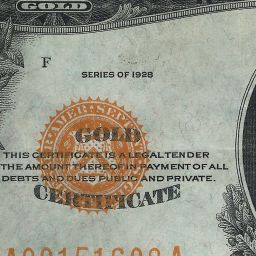 GOLD
F
SERIES OF 1928
GOLD
THIS CERTIFICATE IS A LEGAL TENDER
THE AMOUNT THEREOF IN PAYMENT OF ALL
DEBTS AND DUES PUBLIC AND PRIVATE.
CERTIFICATE